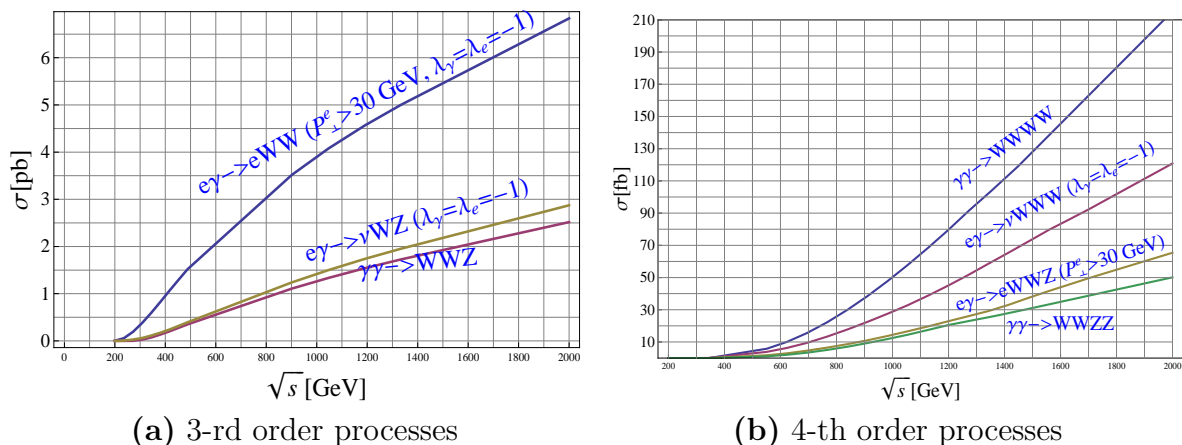 σ[pb]
6
5
4
3
2
1
0
eγ−>eWW (P^e_⊥>30 GeV, λ_γ=λ_e=−1)
eγ−>νWZ (λ_γ=λ_e=−1)
γγ−>WWZ
0 200 400 600 800 1000 1200 1400 1600 1800 2000
√s [GeV]
(a) 3-rd order processes
σ[fb]
210
190
170
150
130
110
90
70
50
30
10
γγ−>WWWW
eγ−>νWWW (λ_γ=λ_e=−1)
eγ−>eWWZ (P^e_⊥>30 GeV)
γγ−>WWZZ
200 400 600 800 1000 1200 1400 1600 1800 2000
√s [GeV]
(b) 4-th order processes